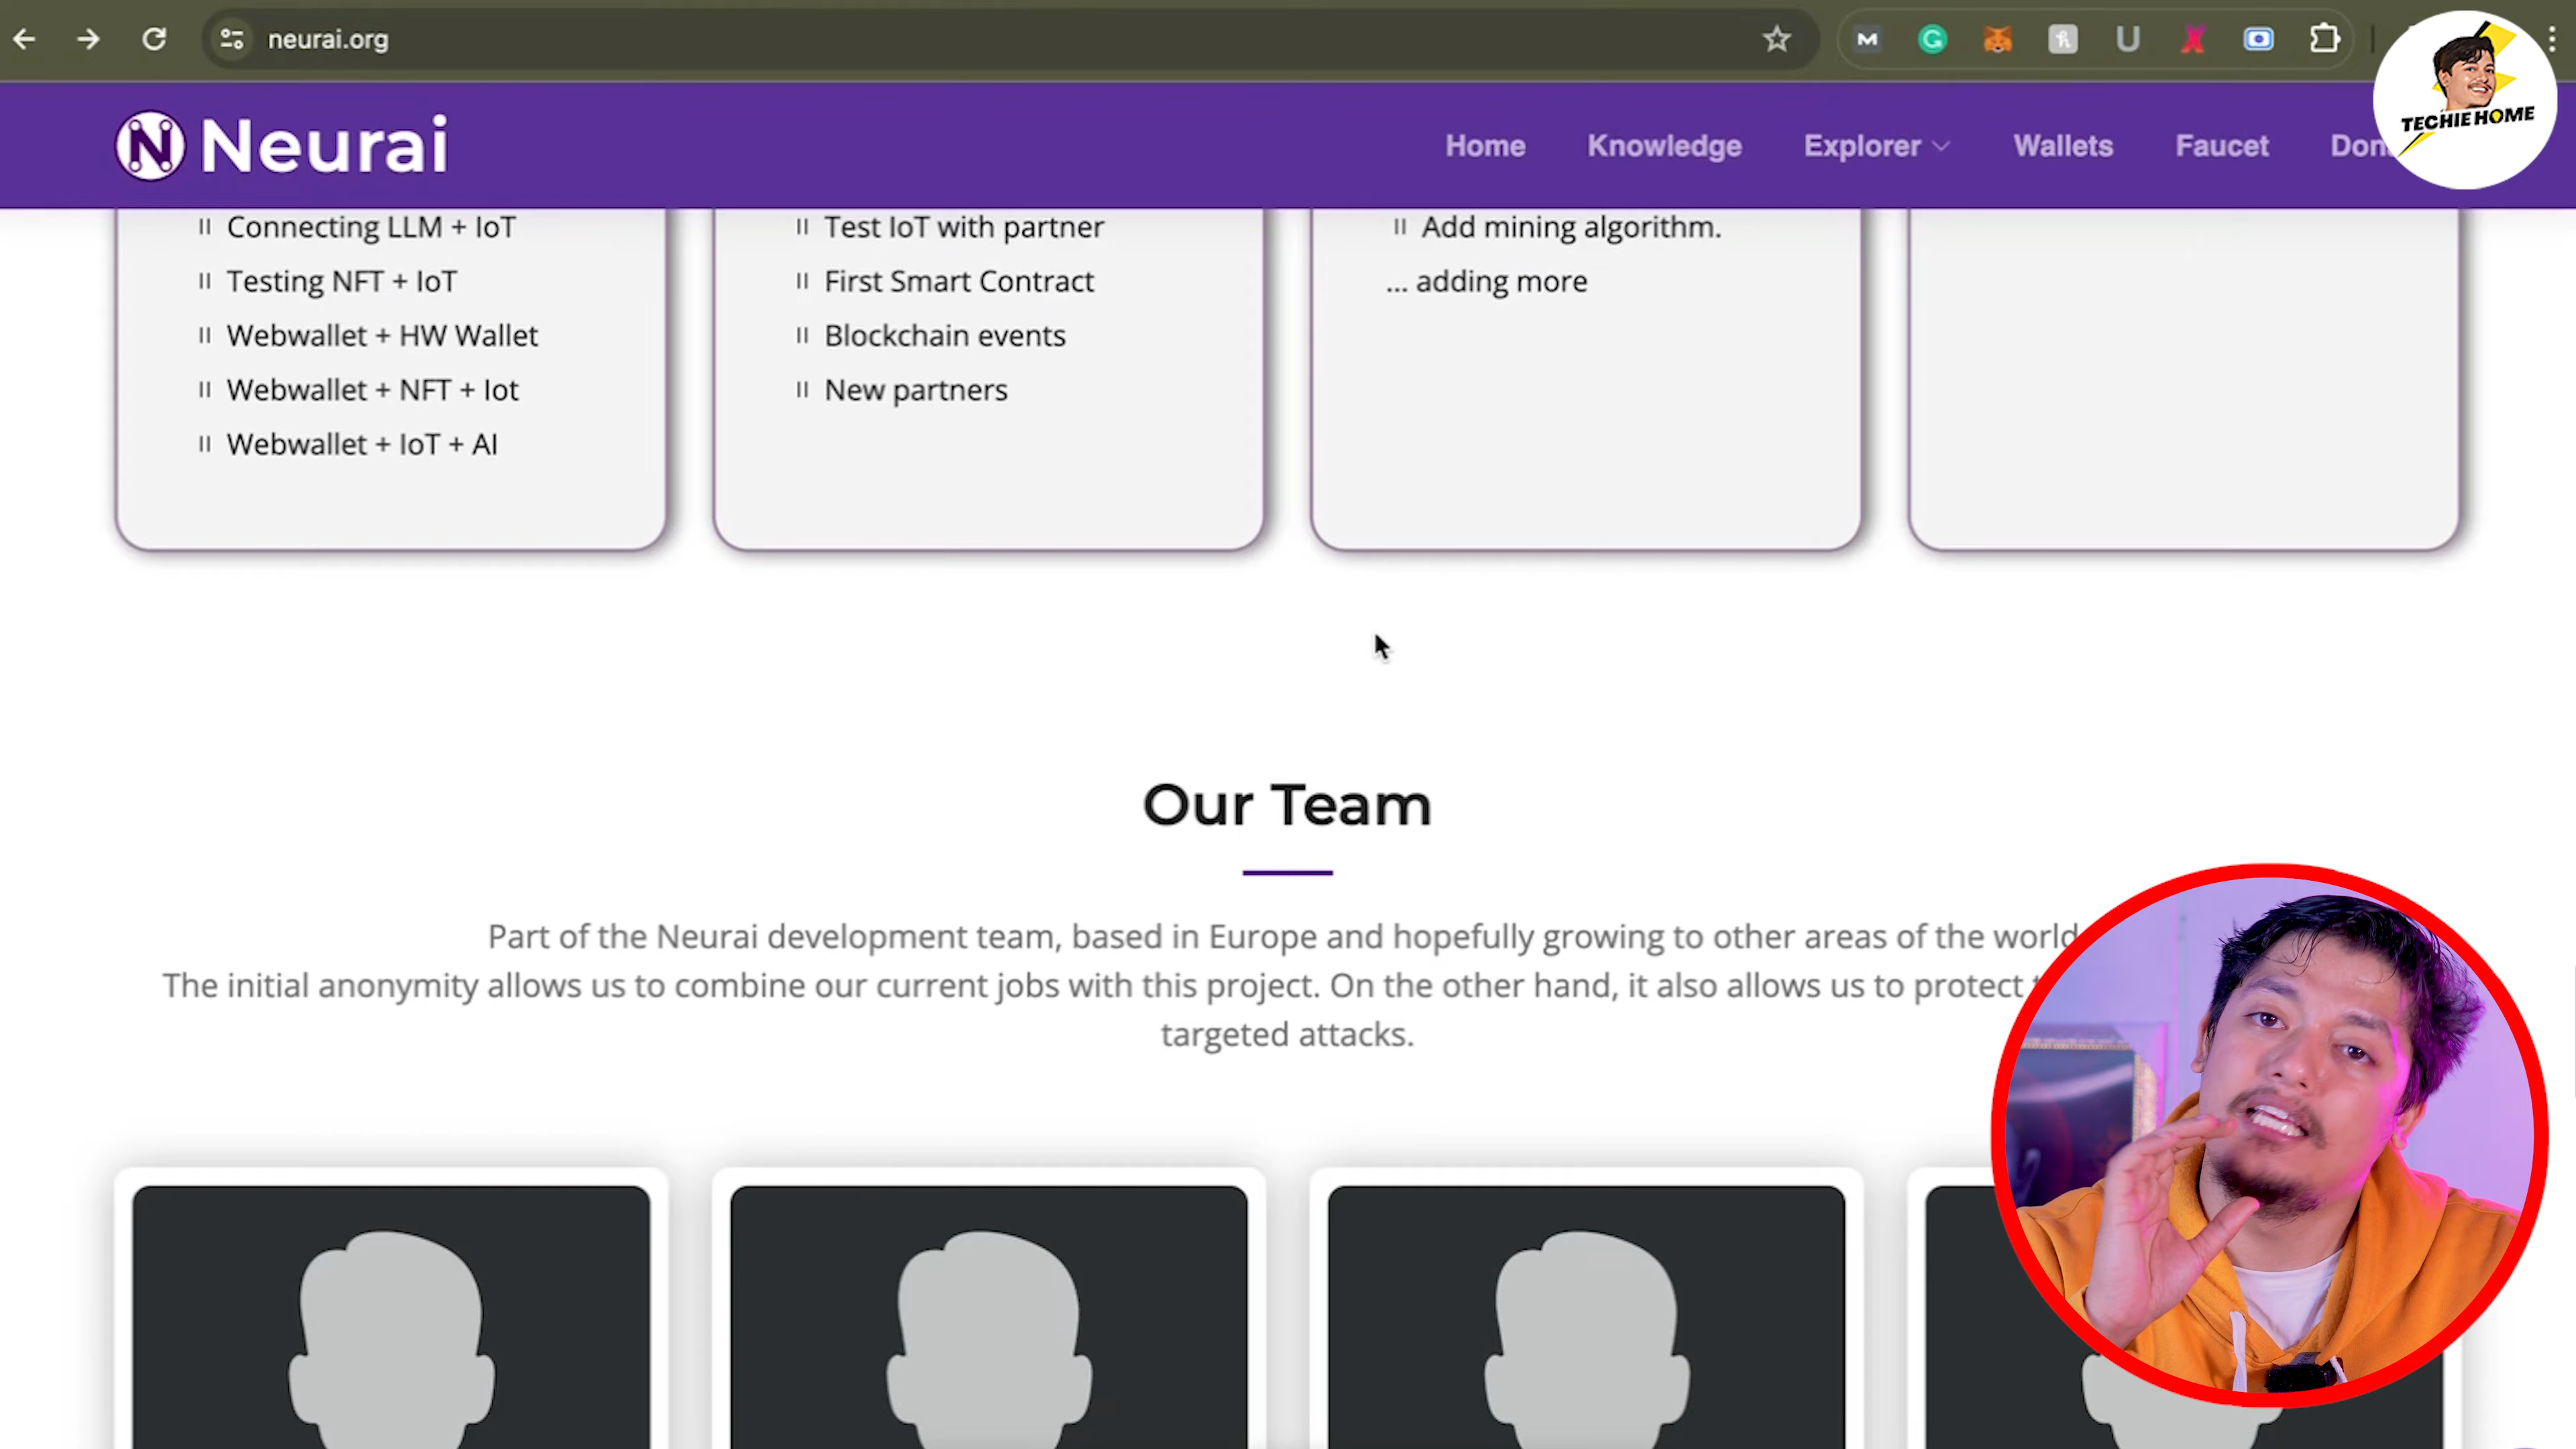 neurai.org
TECHIE HOME
Neurai
Home Knowledge Explorer Wallets Faucet
Connecting LLM + IoT
Testing NFT + IoT
Webwallet + HW Wallet
Webwallet + NFT + Iot
Webwallet + IoT + AI
Test IoT with partner
First Smart Contract
Blockchain events
New partners
Add mining algorithm.
... adding more
Our Team
Part of the Neurai development team, based in Europe and hopefully growing to other areas of the world
The initial anonymity allows us to combine our current jobs with this project. On the other hand, it also allows us to protect
targeted attacks.